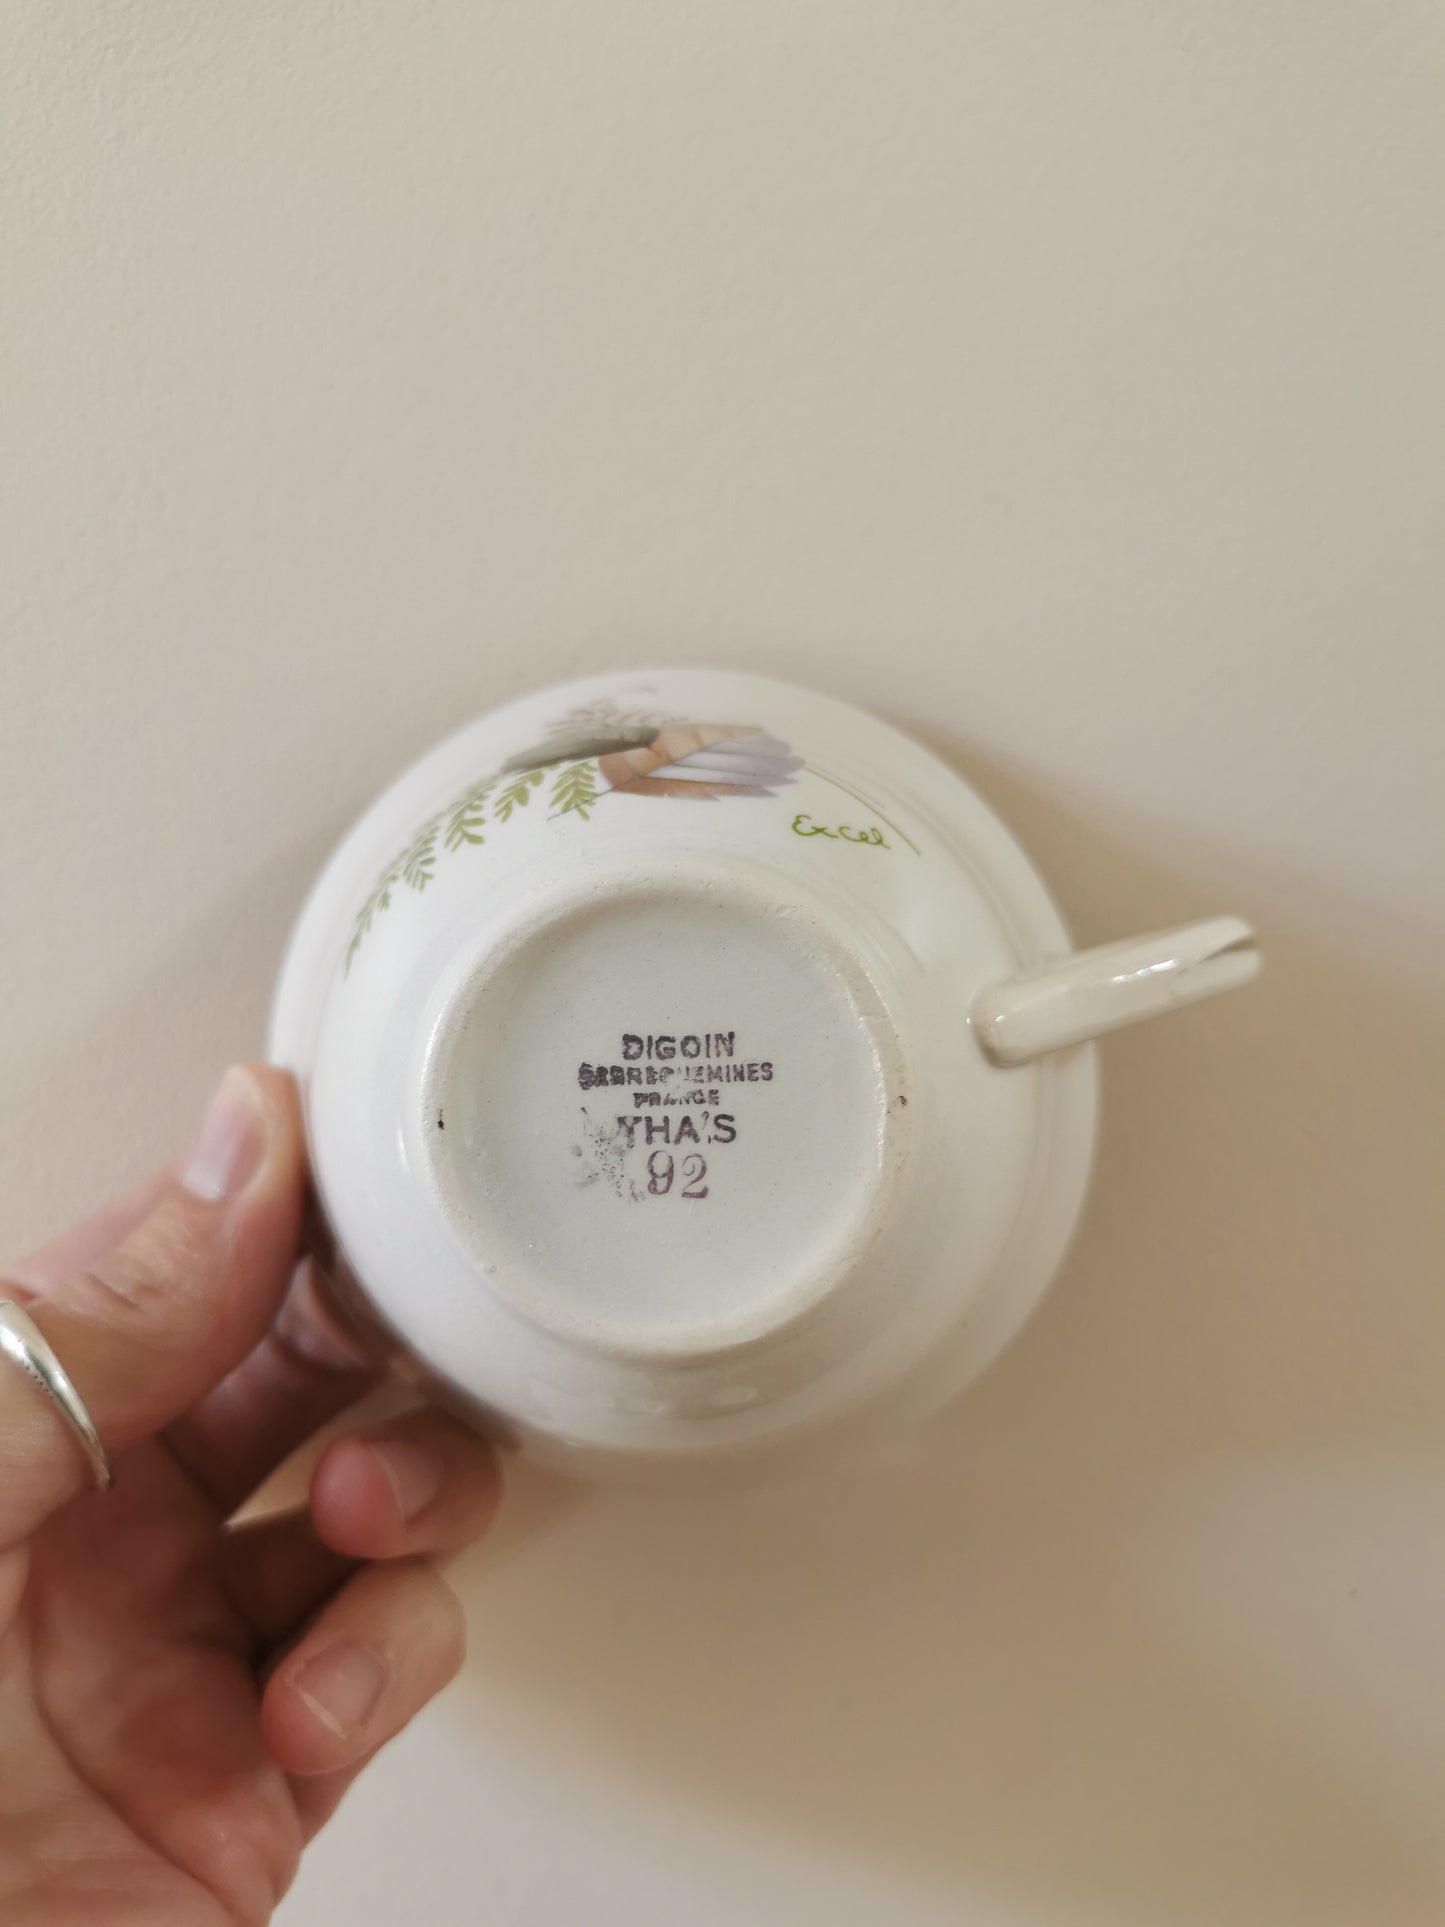 Excel
DIGOIN
SARREGUEMINES
FRANCE
THA'S
92